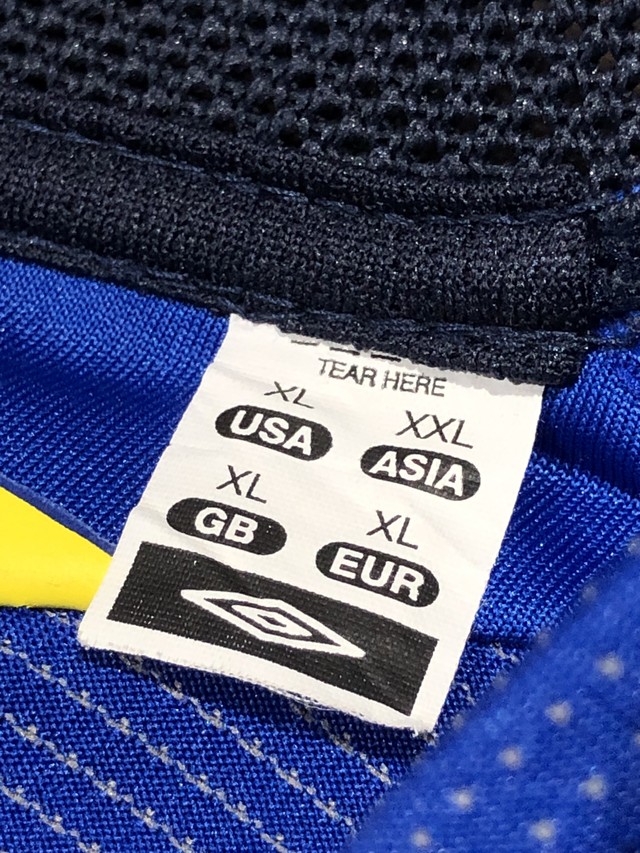 TEAR HERE
XL XXL
USA ASIA
XL XL
GB EUR